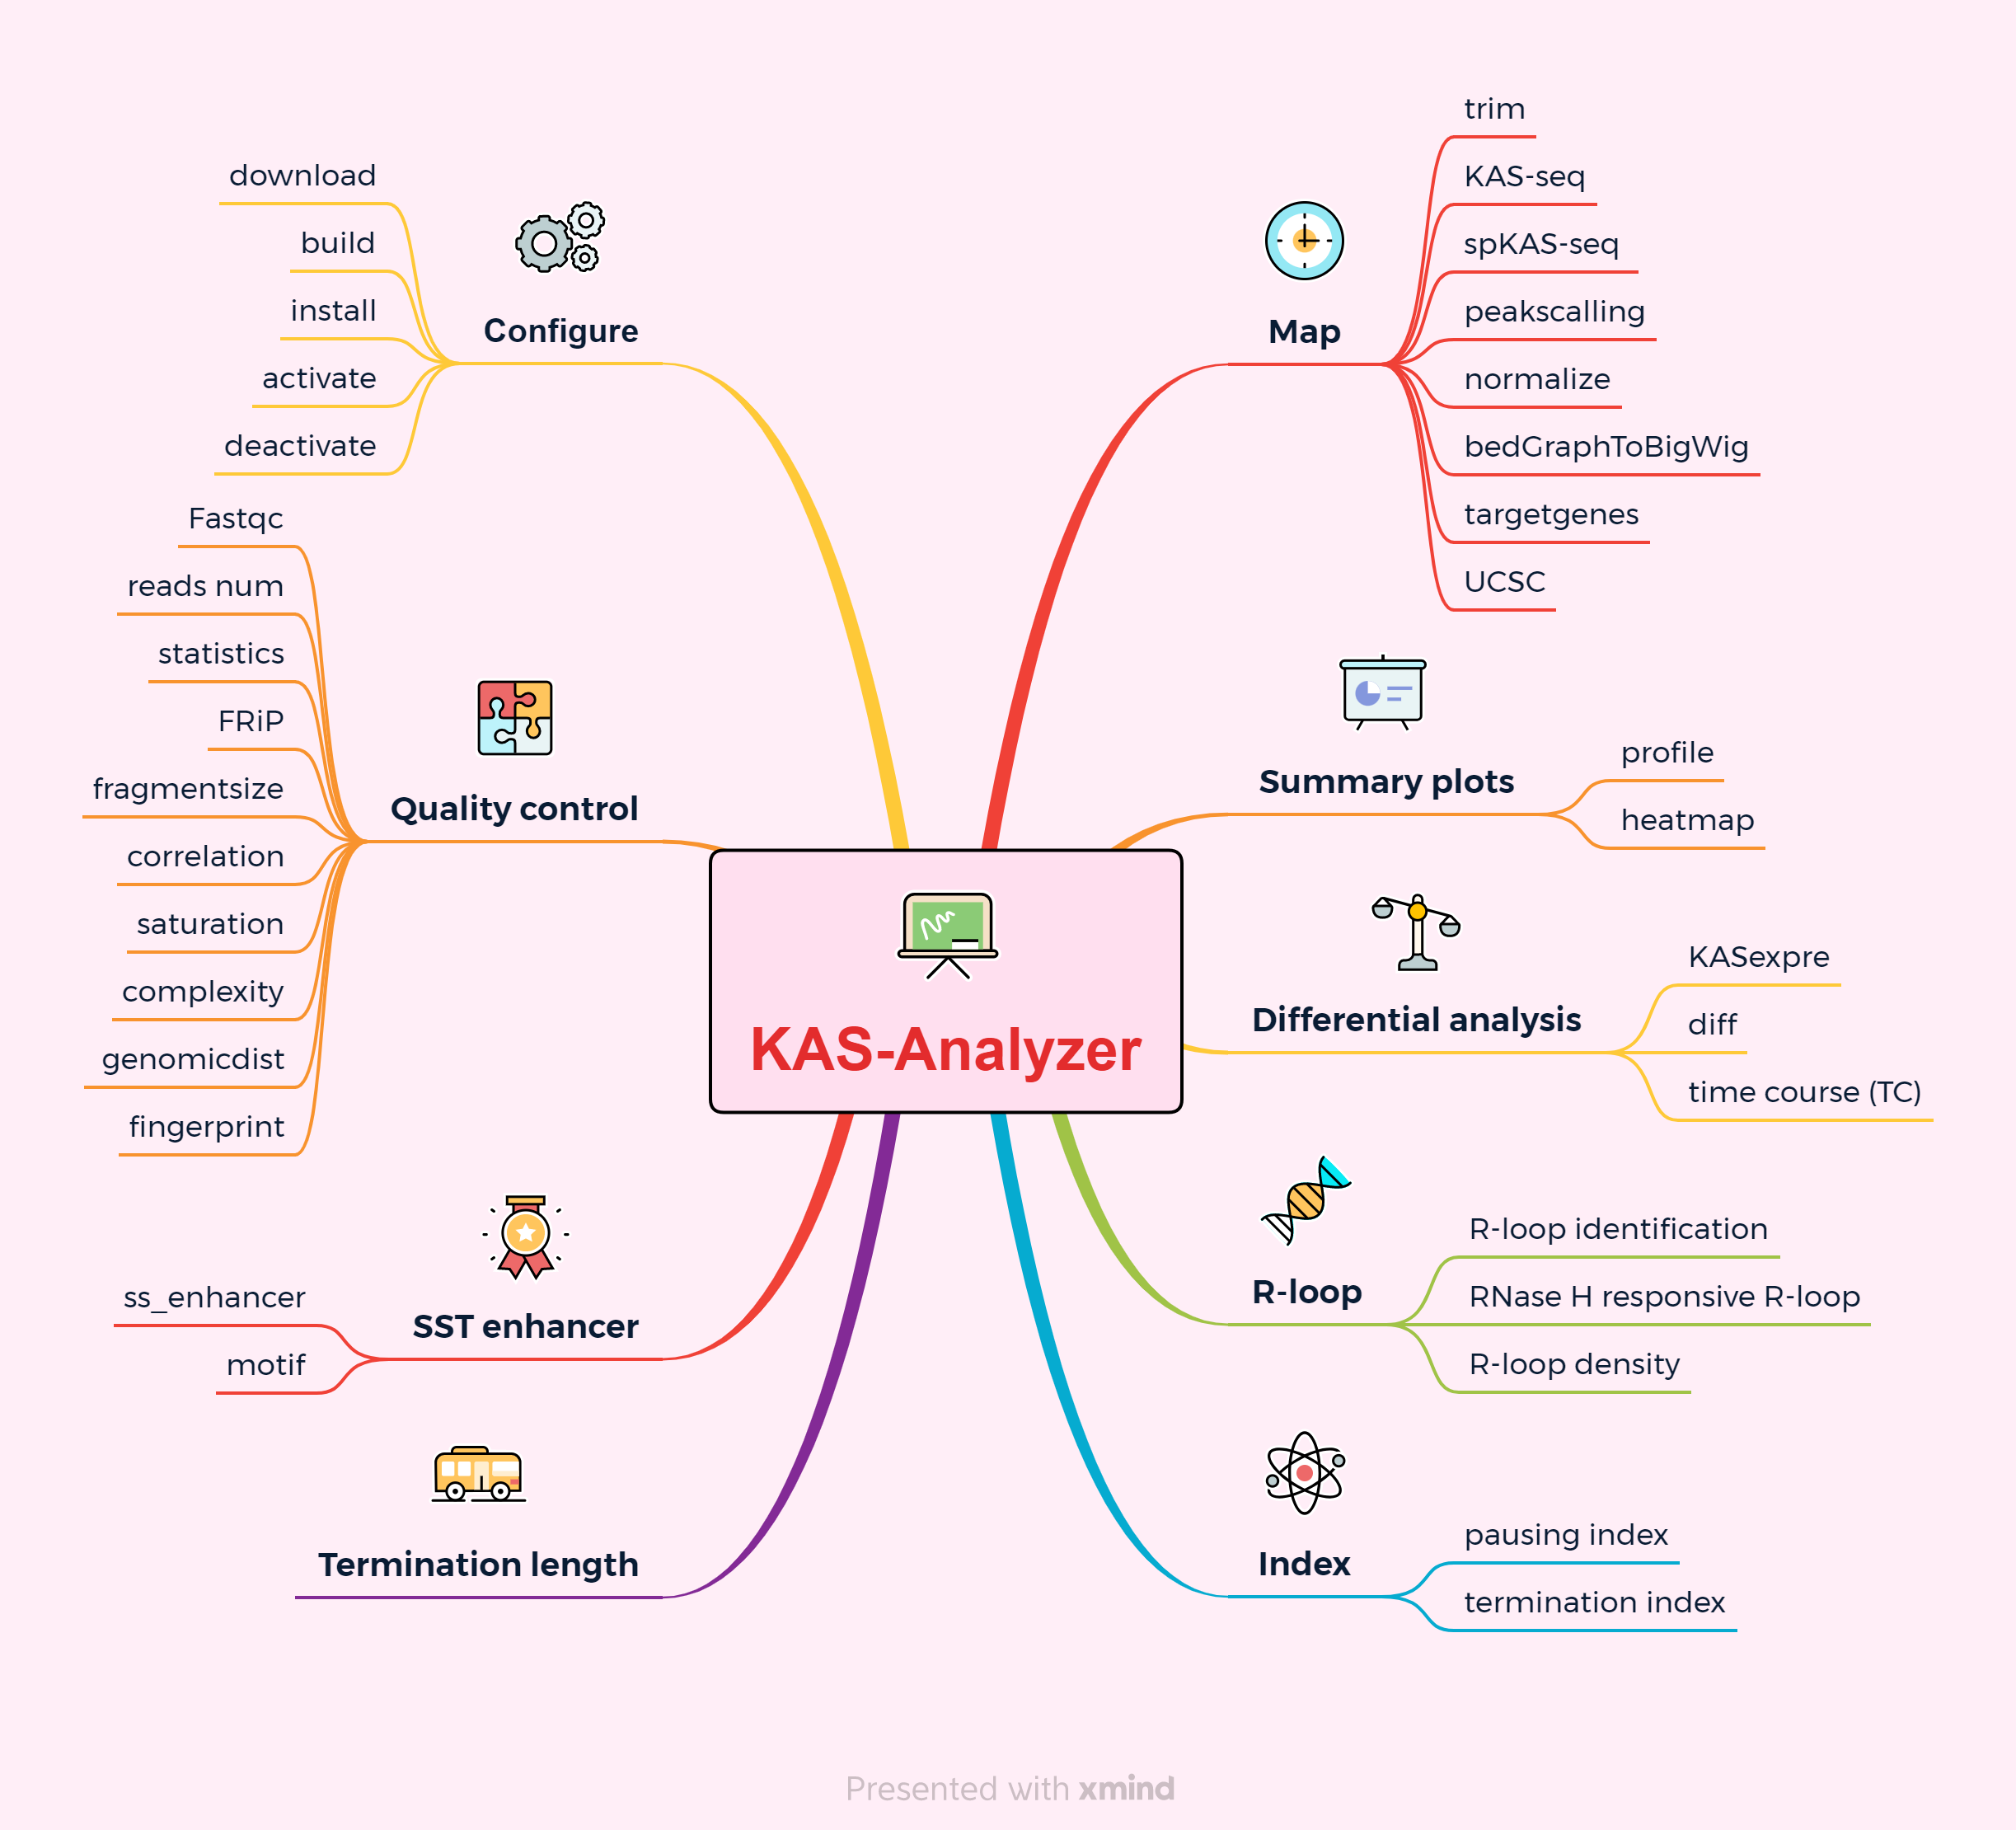 KAS-Analyzer
Map
trim
KAS-seq
spKAS-seq
peakscalling
normalize
bedGraphToBigWig
targetgenes
UCSC
Summary plots
profile
heatmap
Differential analysis
KASexpre
diff
time course (TC)
R-loop
R-loop identification
RNase H responsive R-loop
R-loop density
Index
pausing index
termination index
Configure
download
build
install
activate
deactivate
Quality control
Fastqc
reads num
statistics
FRiP
fragmentsize
correlation
saturation
complexity
genomicdist
fingerprint
SST enhancer
ss_enhancer
motif
Termination length
Presented with xmind